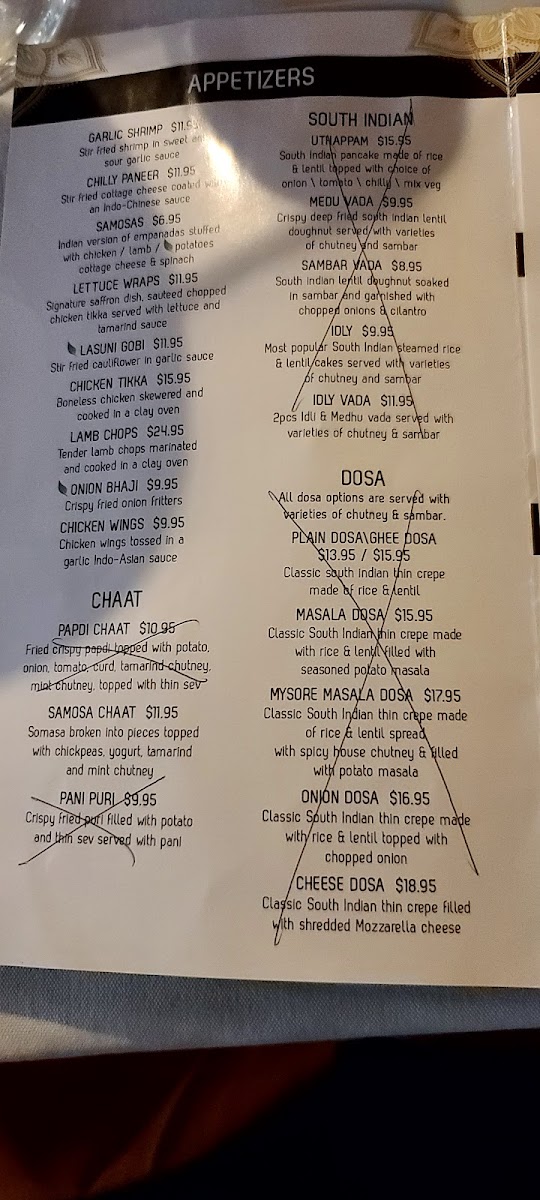 APPETIZERS
GARLIC SHRIMP $11.95
Stir fried shrimp in sweet and
sour garlic sauce
CHILLY PANEER $11.95
Stir fried cottage cheese coated with
an Indo-Chinese sauce
SAMOSAS $6.95
Indian version of empanadas stuffed
with chicken / lamb / potatoes
cottage cheese & spinach
LETTUCE WRAPS $11.95
Signature saffron dish, sauteed chopped
chicken tikka served with lettuce and
tamarind sauce
LASUNI GOBI $11.95
Stir fried cauliflower in garlic sauce
CHICKEN TIKKA $15.95
Boneless chicken skewered and
cooked in a clay oven
LAMB CHOPS $24.95
Tender lamb chops marinated
and cooked in a clay oven
ONION BHAJI $9.95
Crispy fried onion fritters
CHICKEN WINGS $9.95
Chicken wings tossed in a
garlic Indo-Asian sauce
CHAAT
PAPDI CHAAT $10.95
Fried crispy papdi topped with potato,
onion, tomato, curd, tamarind chutney,
mint chutney, topped with thin sev
SAMOSA CHAAT $11.95
Somasa broken into pieces topped
with chickpeas, yogurt, tamarind
and mint chutney
PANI PURI $9.95
Crispy fried puri filled with potato
and thin sev served with pani
SOUTH INDIAN
UTHAPPAM $15.95
South Indian pancake made of rice
& lentil topped with choice of
onion \ tomato \ chilly \ mix veg
MEDU VADA $9.95
Crispy deep fried south indian lentil
doughnut served with varieties
of chutney and sambar
SAMBAR VADA $8.95
South indian lentil doughnut soaked
in sambar and garnished with
chopped onions & cilantro
IDLY $9.95
Most popular South Indian steamed rice
& lentil cakes served with varieties
of chutney and sambar
IDLY VADA $11.95
2pcs Idli & Medhu vada served with
varieties of chutney & sambar
DOSA
All dosa options are served with
varieties of chutney & sambar.
PLAIN DOSA\GHEE DOSA
$13.95 / $15.95
Classic south Indian thin crepe
made of rice & lentil
MASALA DOSA $15.95
Classic South Indian thin crepe made
with rice & lentil filled with
seasoned potato masala
MYSORE MASALA DOSA $17.95
Classic South Indian thin crepe made
of rice & lentil spread
with spicy house chutney & filled
with potato masala
ONION DOSA $16.95
Classic South Indian thin crepe made
with rice & lentil topped with
chopped onion
CHEESE DOSA $18.95
Classic South Indian thin crepe filled
with shredded Mozzarella cheese